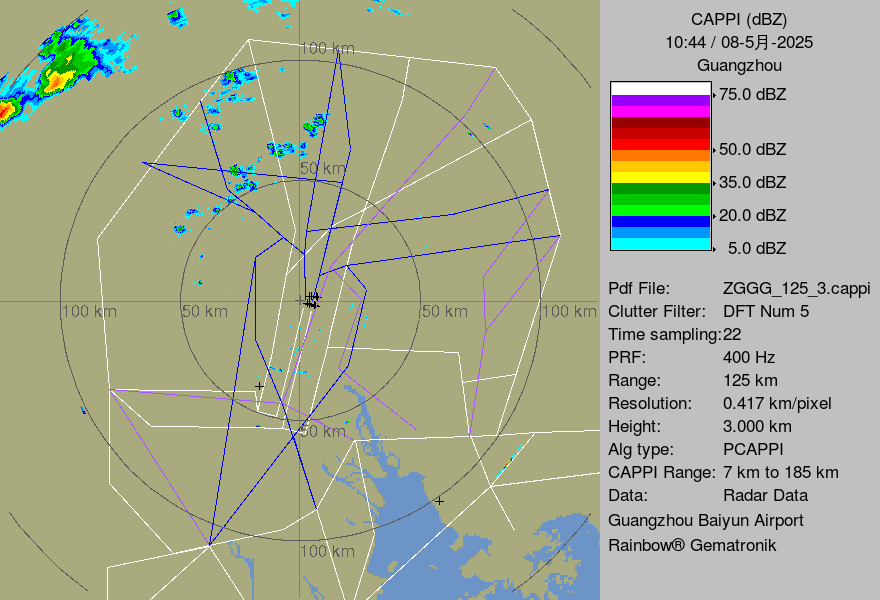 CAPPI (dBZ)
10:44 / 08-5月-2025
Guangzhou
75.0 dBZ
50.0 dBZ
35.0 dBZ
20.0 dBZ
5.0 dBZ
100 km
50 km
100 km
50 km
50 km
100 km
50 km
100 km
Pdf File: ZGGG_125_3.cappi
Clutter Filter: DFT Num 5
Time sampling:22
PRF: 400 Hz
Range: 125 km
Resolution: 0.417 km/pixel
Height: 3.000 km
Alg type: PCAPPI
CAPPI Range: 7 km to 185 km
Data: Radar Data
Guangzhou Baiyun Airport
Rainbow® Gematronik